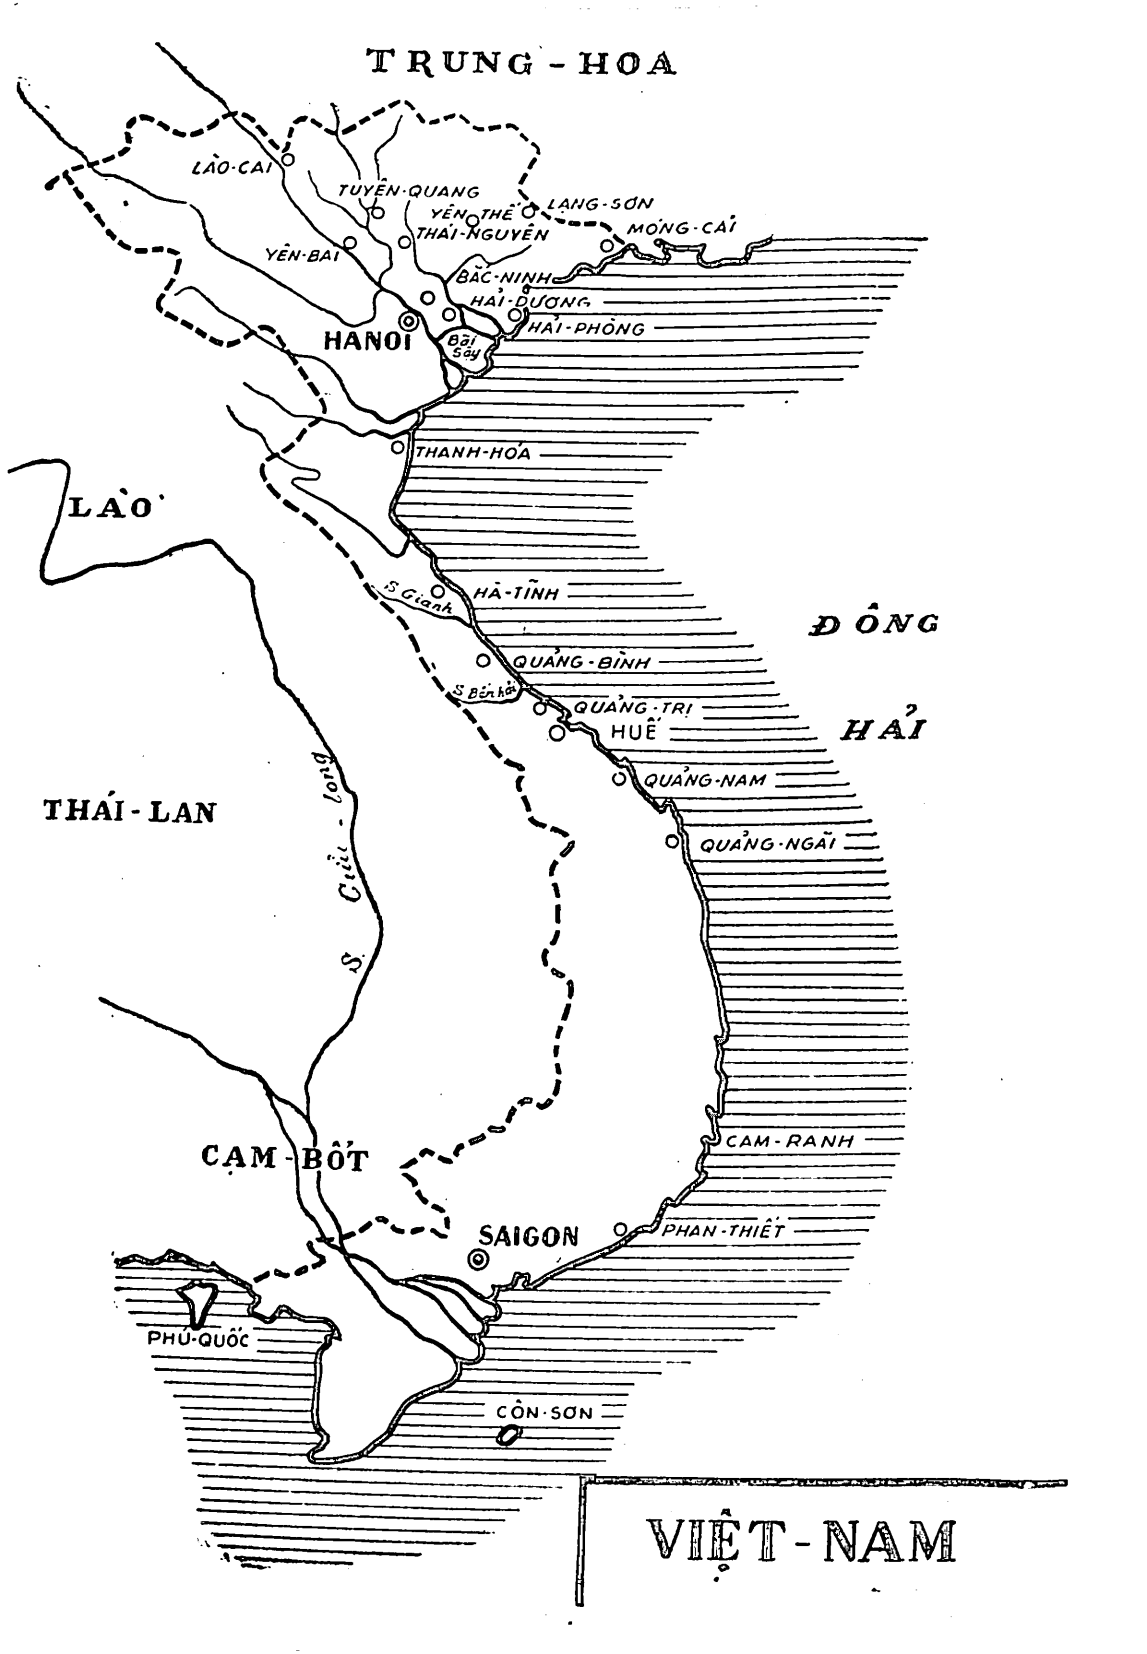 TRUNG-HOA
LÀO-CAI
TUYÊN-QUANG
YÊN THẾ
LẠNG-SƠN
THÁI-NGUYÊN
MÓNG-CÁI
YÊN-BAI
BẮC-NINH
HẢI-DƯƠNG
HẢI-PHÒNG
HANOI
Bãi
Sậy
THANH-HÓA
LÀO
S Gianh
HÀ-TĨNH
ĐÔNG
HẢI
QUẢNG-BÌNH
S Bến hải
QUẢNG-TRỊ
HUẾ
QUẢNG-NAM
THÁI-LAN
S. Cửu-long
QUẢNG-NGÃI
CAM-RANH
CẠM-BỐT
SAIGON
PHAN-THIẾT
PHÚ-QUỐC
CÔN-SƠN
VIỆT-NAM